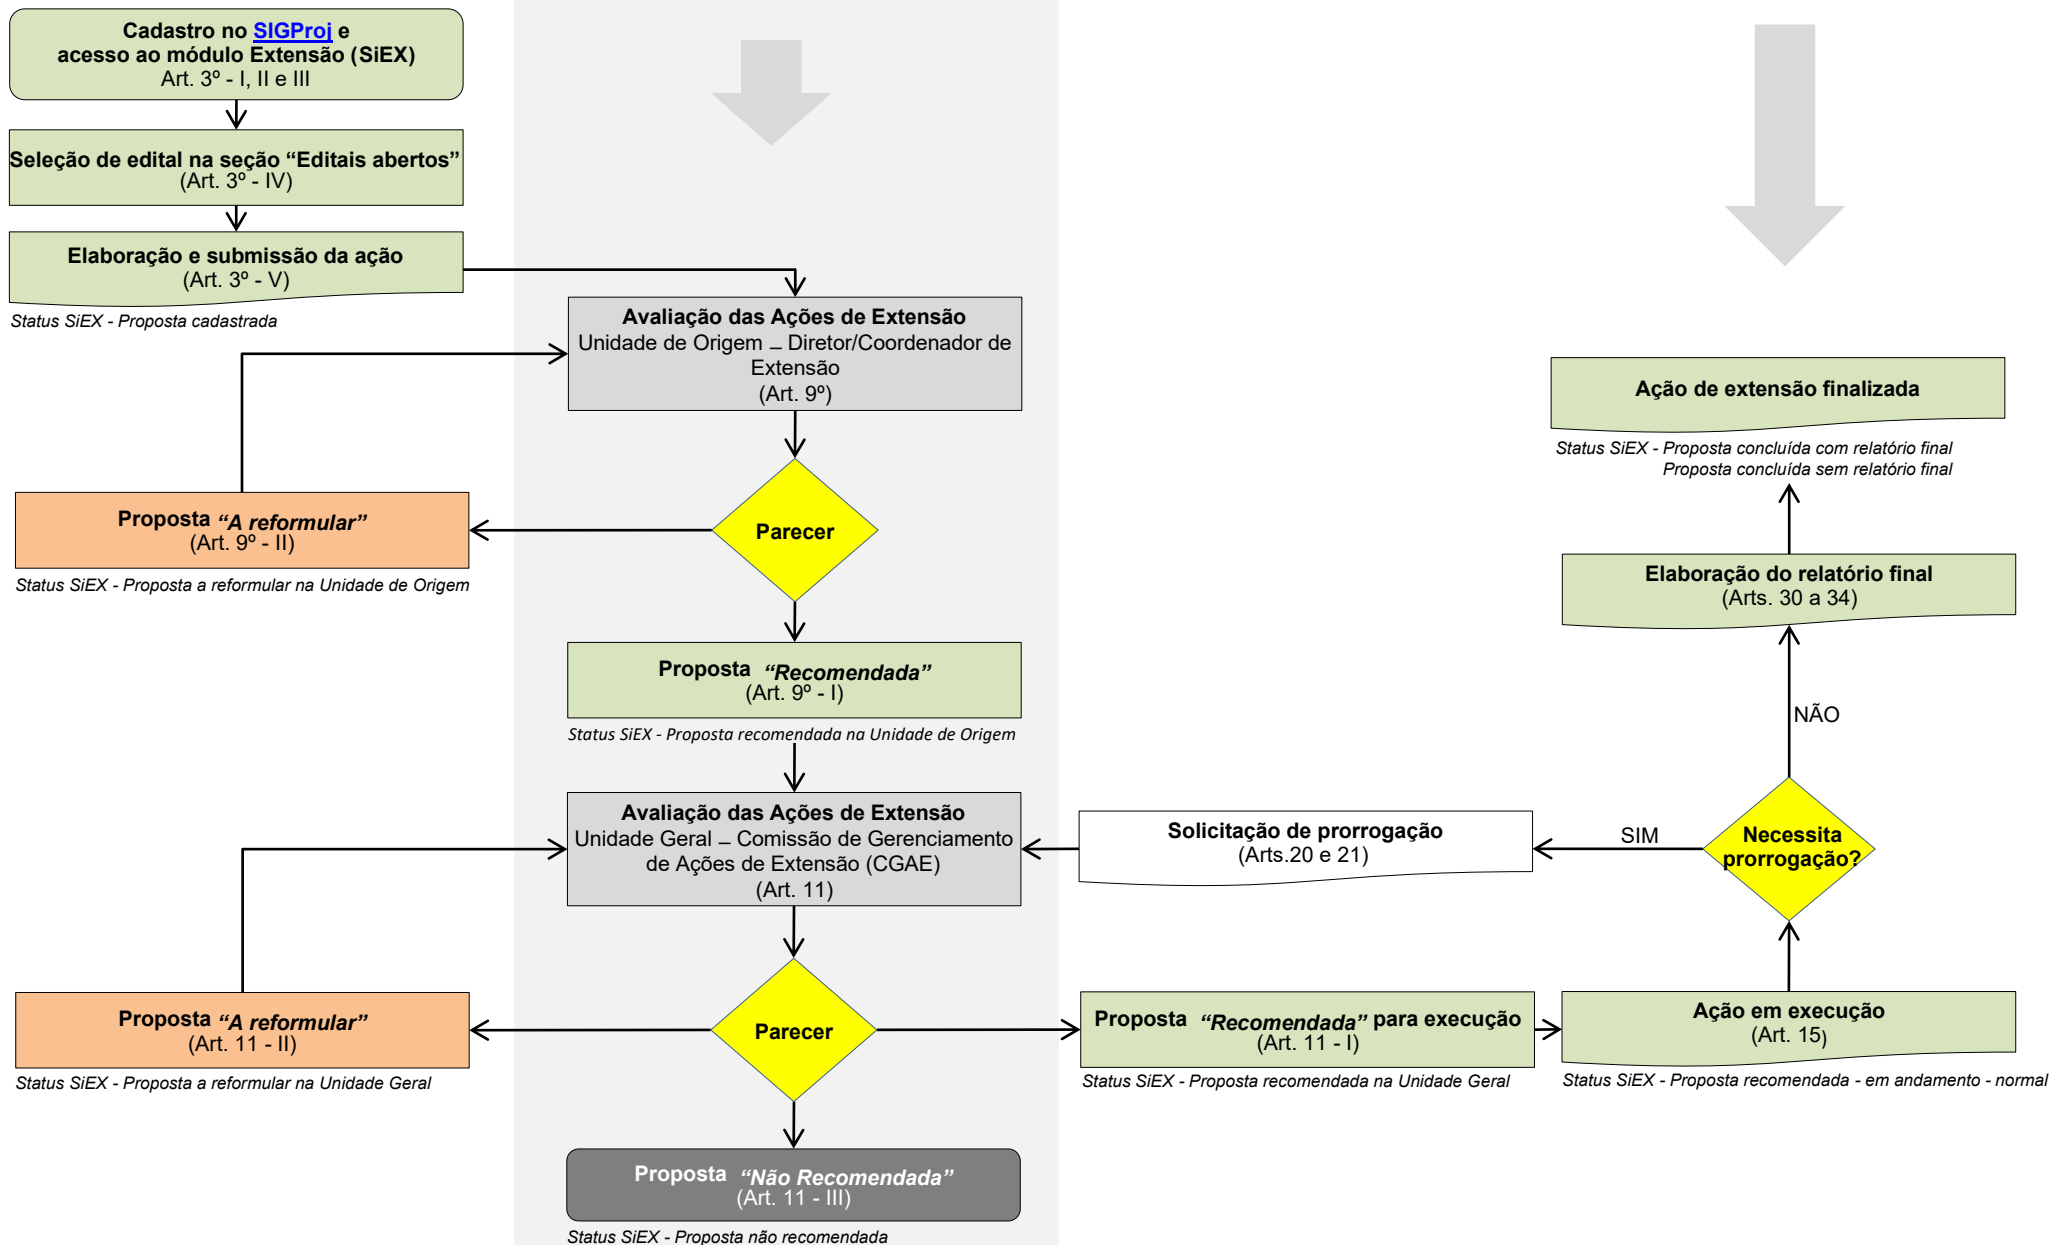 Cadastro no SIGProj e
acesso ao módulo Extensão (SiEX)
Art. 3º - I, II e III
Seleção de edital na seção “Editais abertos”
(Art. 3º - IV)
Elaboração e submissão da ação
(Art. 3º - V)
Status SiEX - Proposta cadastrada
Avaliação das Ações de Extensão
Unidade de Origem – Diretor/Coordenador de
Extensão
(Art. 9º)
Parecer
Proposta “A reformular”
(Art. 9º - II)
Status SiEX - Proposta a reformular na Unidade de Origem
Proposta “Recomendada”
(Art. 9º - I)
Status SiEX - Proposta recomendada na Unidade de Origem
Avaliação das Ações de Extensão
Unidade Geral – Comissão de Gerenciamento
de Ações de Extensão (CGAE)
(Art. 11)
Parecer
Proposta “A reformular”
(Art. 11 - II)
Status SiEX - Proposta a reformular na Unidade Geral
Proposta “Não Recomendada”
(Art. 11 - III)
Status SiEX - Proposta não recomendada
Proposta “Recomendada” para execução
(Art. 11 - I)
Status SiEX - Proposta recomendada na Unidade Geral
Ação em execução
(Art. 15)
Status SiEX - Proposta recomendada - em andamento - normal
Necessita
prorrogação?
SIM
Solicitação de prorrogação
(Arts.20 e 21)
NÃO
Elaboração do relatório final
(Arts. 30 a 34)
Ação de extensão finalizada
Status SiEX - Proposta concluída com relatório final
Proposta concluída sem relatório final